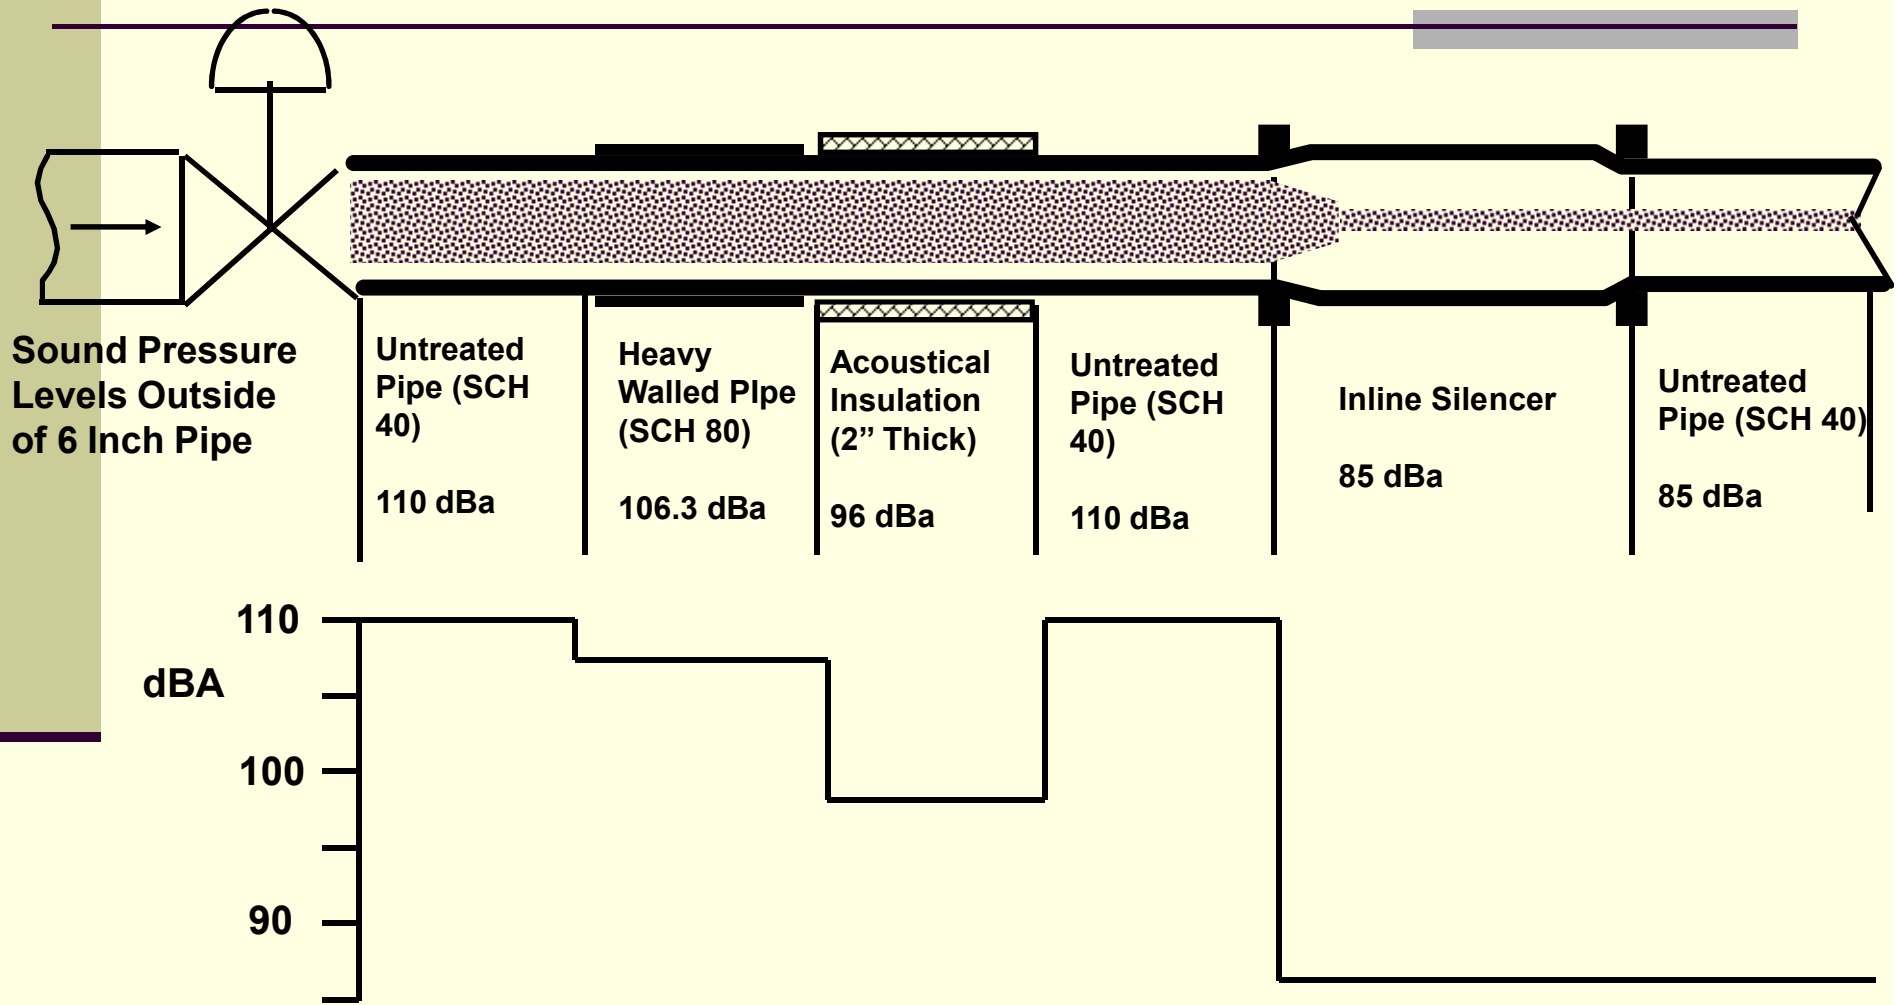 Sound Pressure
Levels Outside
of 6 Inch Pipe
Untreated
Pipe (SCH
40)
110 dBa
Heavy
Walled PIpe
(SCH 80)
106.3 dBa
Acoustical
Insulation
(2” Thick)
96 dBa
Untreated
Pipe (SCH
40)
110 dBa
Inline Silencer
85 dBa
Untreated
Pipe (SCH 40)
85 dBa
110
dBA
100
90